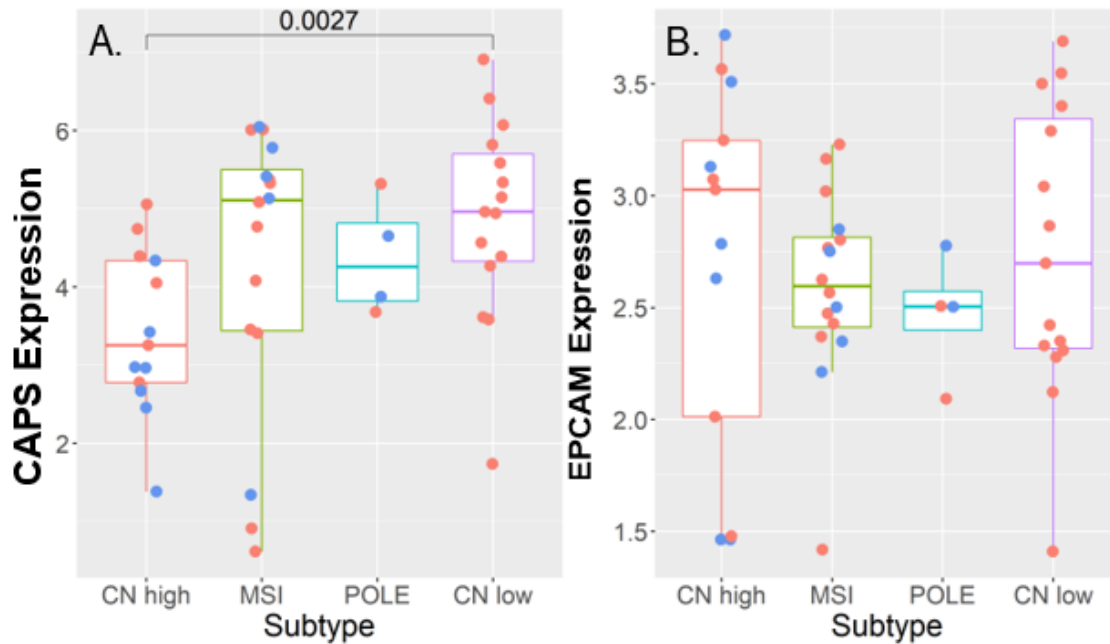 A.
0.0027
CAPS Expression
6
4
2
CN high MSI POLE CN low
Subtype
B.
EPCAM Expression
3.5
3.0
2.5
2.0
1.5
CN high MSI POLE CN low
Subtype